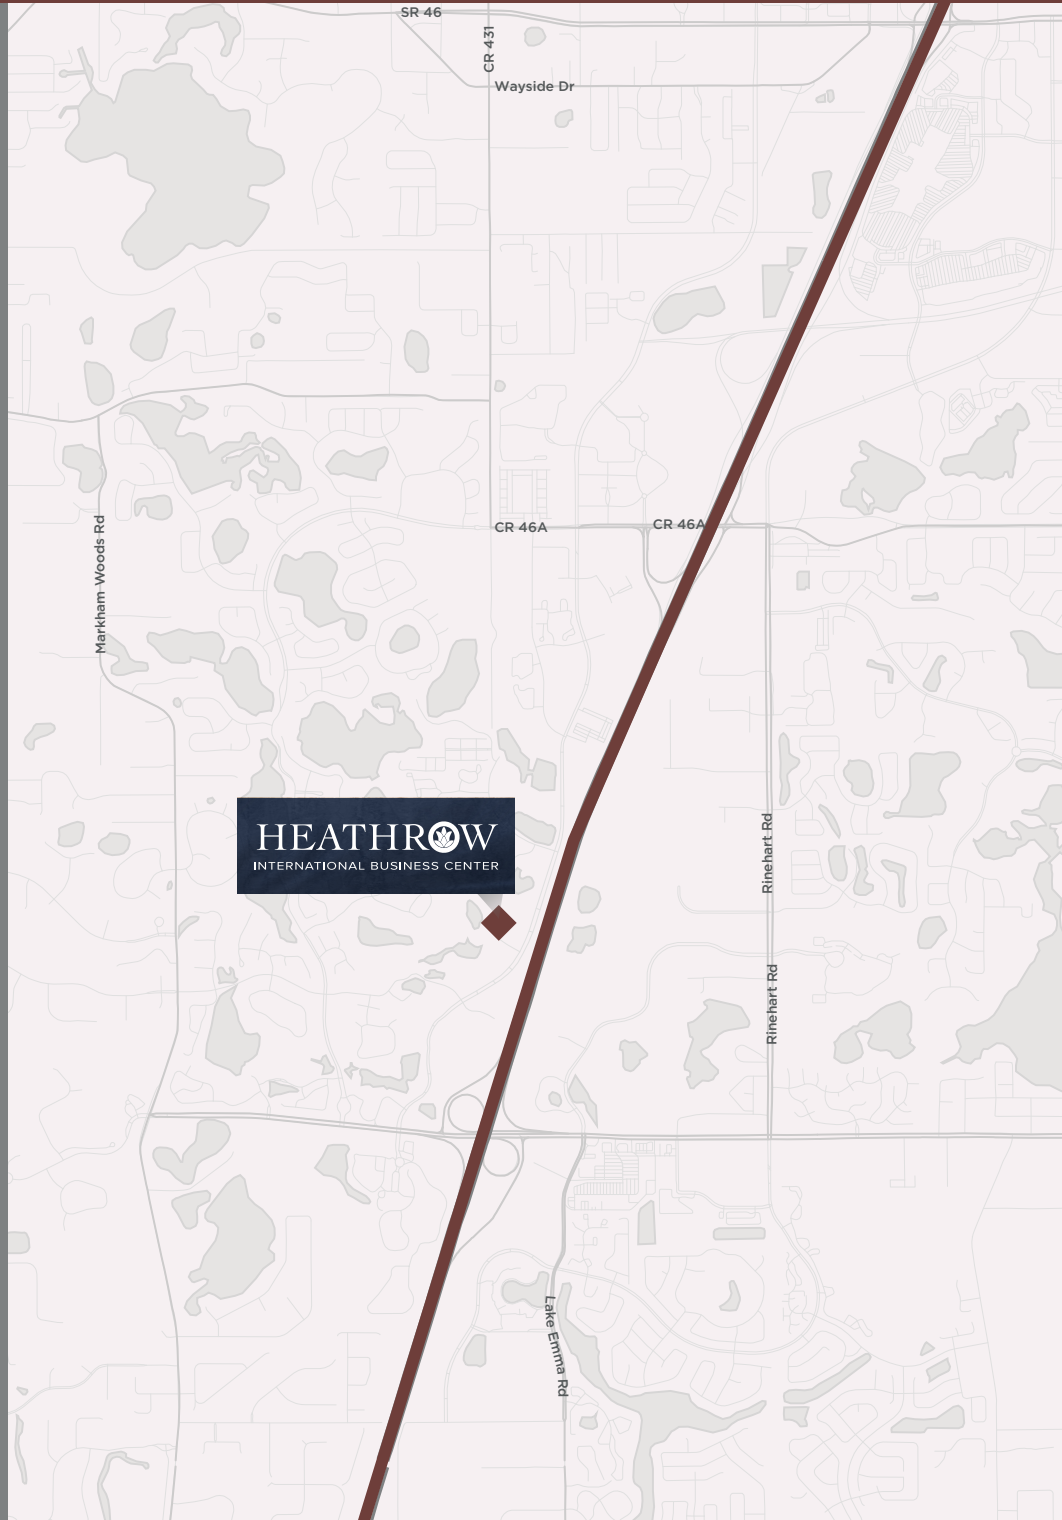 SR 46
CR 431
Wayside Dr
Markham Woods Rd
CR 46A
CR 46A
HEATHROW
INTERNATIONAL BUSINESS CENTER
Rinehart Rd
Rinehart Rd
Lake Emma Rd